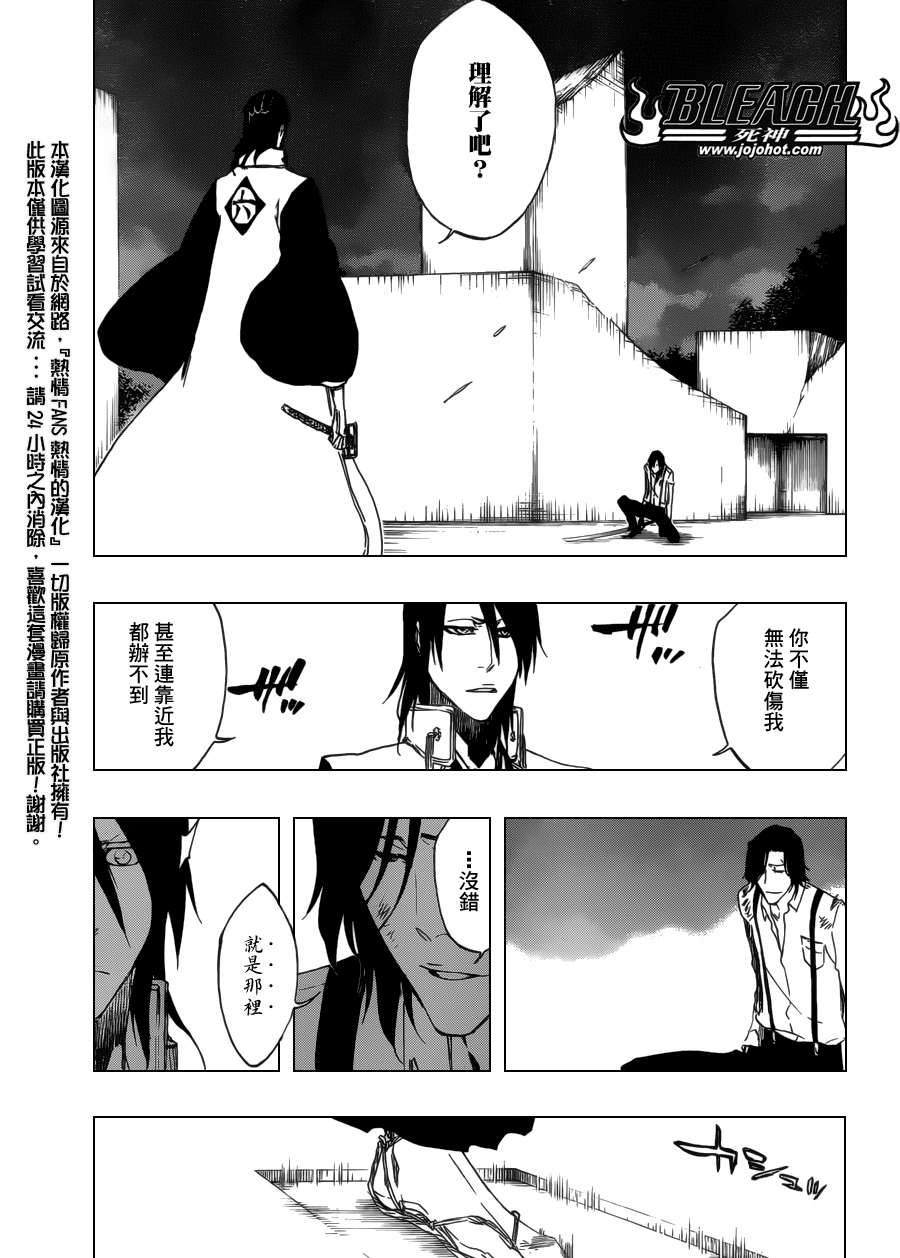 理解了吧？
BLEACH
死神
www.jojohot.com
六
你不僅
無法砍傷我
甚至連靠近我
都辦不到
…沒錯
就是那裡
ガシュッ
本漢化圖源來自於網路，『熱情FANS 熱情的漢化』一切版權歸原作者與出版社擁有！
此版本僅供學習試看交流…請24小時之內消除，喜歡這套漫畫請購買正版！謝謝。